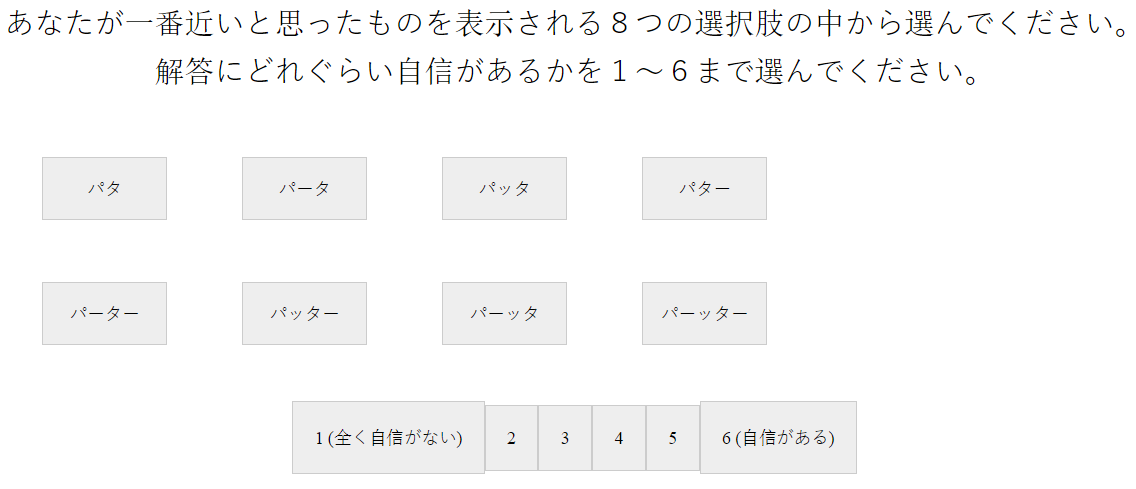 あなたが一番近いと思ったものを表示される８つの選択肢の中から選んでください。
解答にどれぐらい自信があるかを１～６まで選んでください。
パタ パータ パッタ パター
パーター パッター パーッタ パーッター
1 (全く自信がない) 2 3 4 5 6 (自信がある)